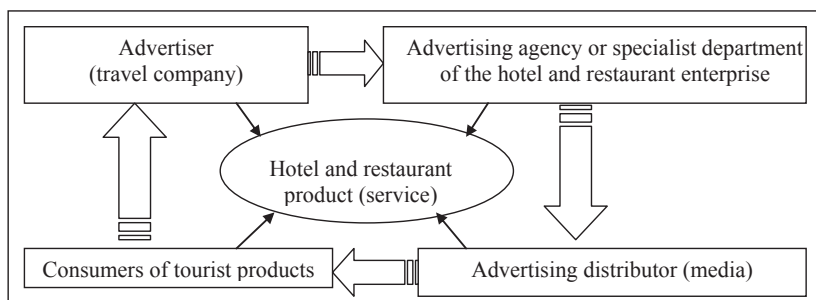 Advertiser
(travel company)
Advertising agency or specialist department
of the hotel and restaurant enterprise
Hotel and restaurant
product (service)
Consumers of tourist products
Advertising distributor (media)